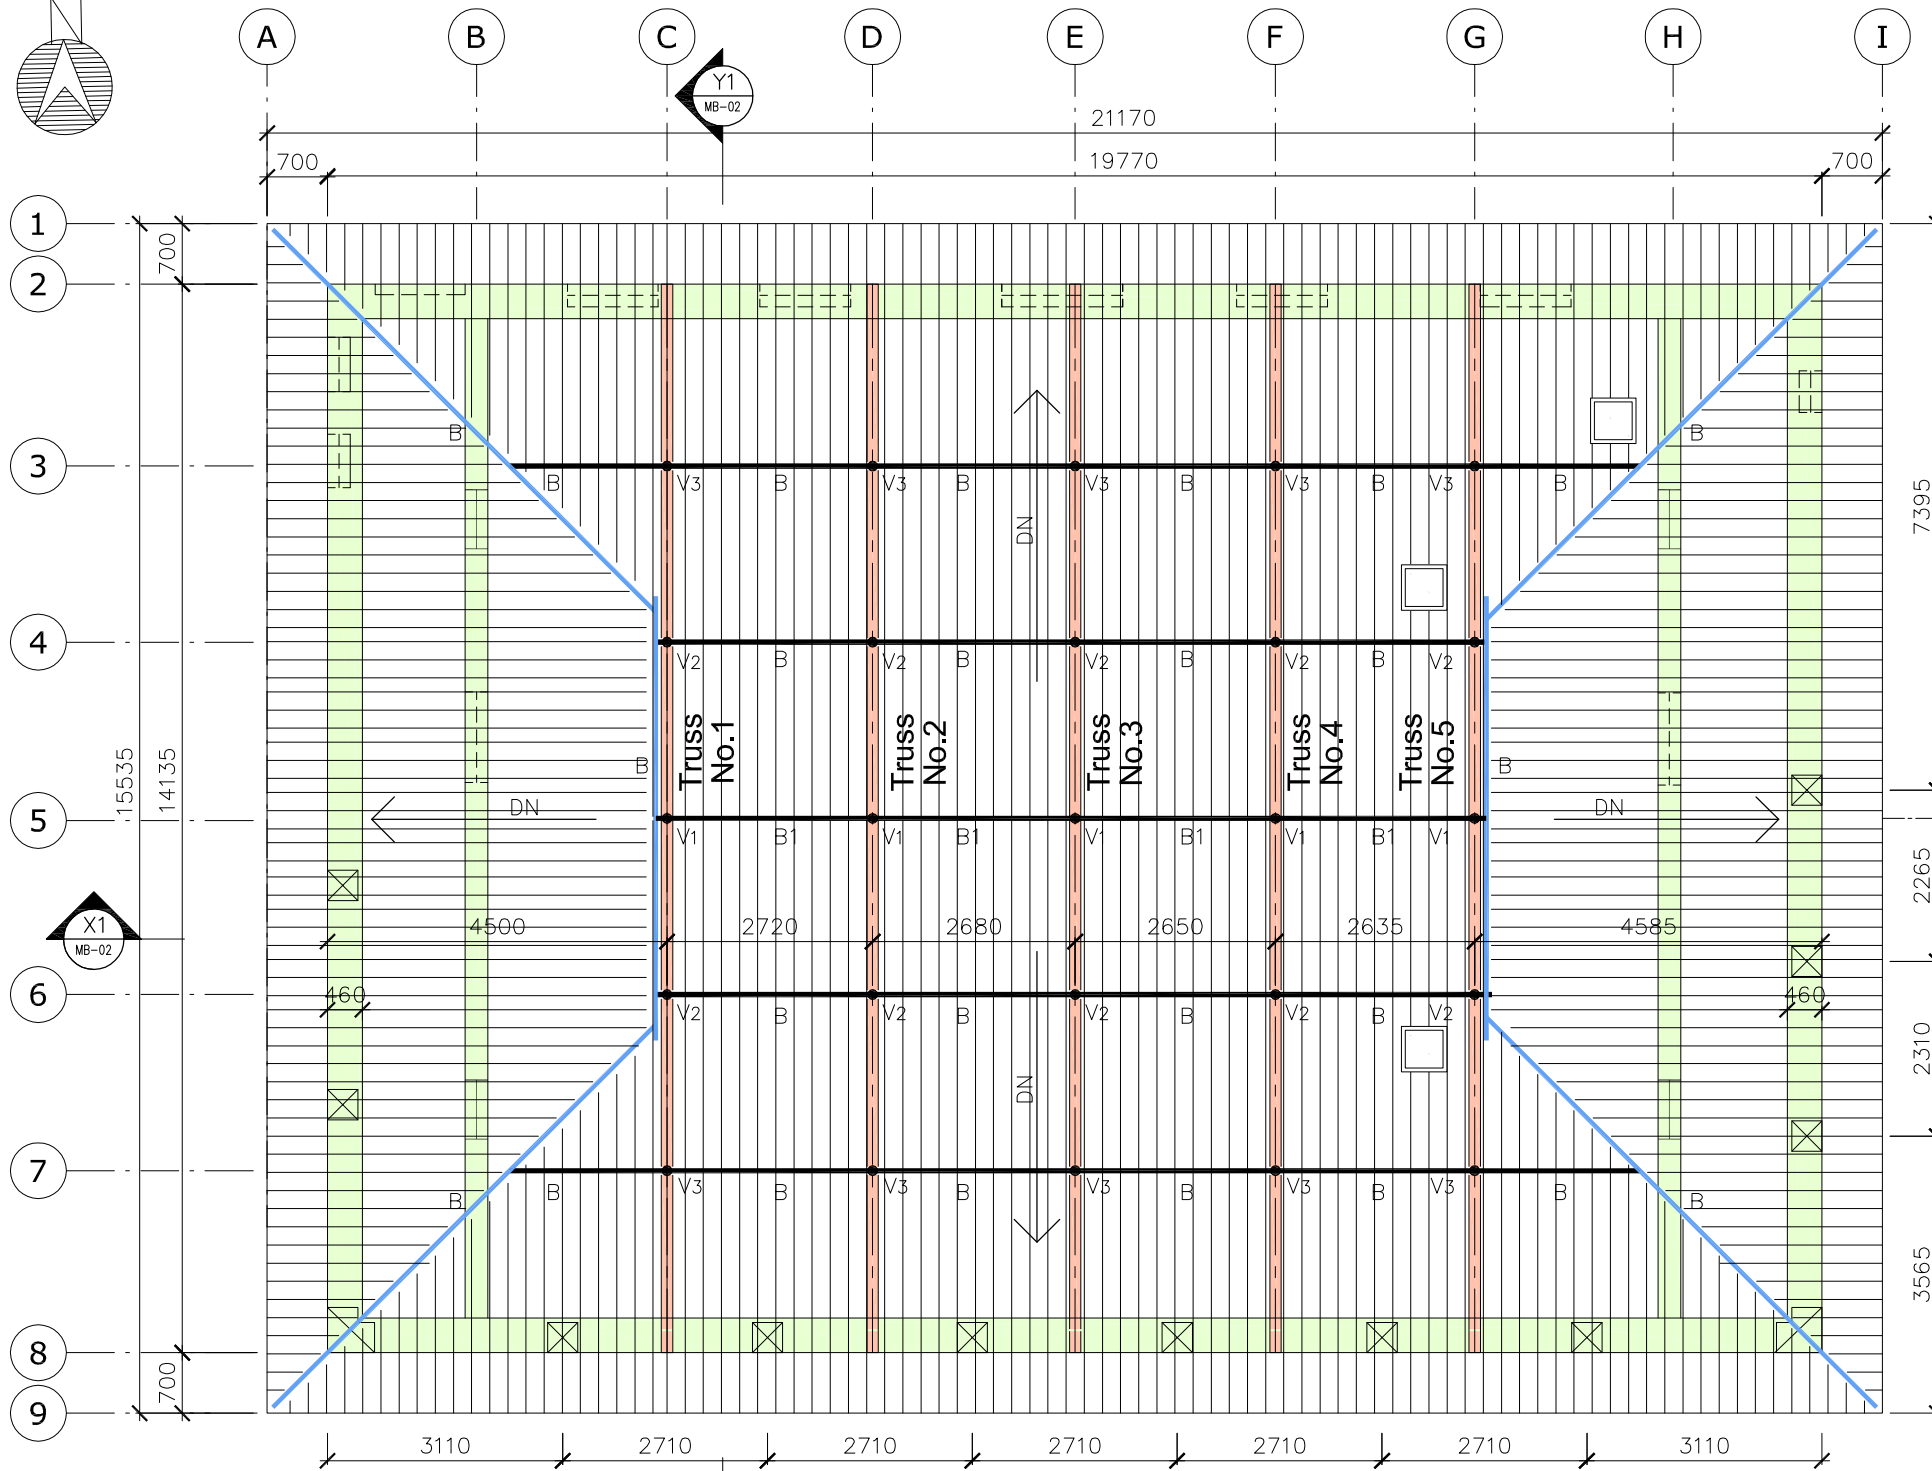 N
A B C D E F G H I
Y1
MB-02
21170
700 19770 700
1
700
2
B B
3
B V3 B V3 B V3 B V3 B V3 B
7395
DN
4
V2 B V2 B V2 B V2 B V2
Truss No.1
Truss No.2
Truss No.3
Truss No.4
Truss No.5
15535
14135
B B
DN DN
5
V1 B1 V1 B1 V1 B1 V1 B1 V1
2265
X1
MB-02
4500 2720 2680 2650 2635 4585
6
460 460
V2 B V2 B V2 B V2 B V2
2310
DN
7
B B V3 B V3 B V3 B V3 B V3 B B
3565
8
700
9
3110 2710 2710 2710 2710 2710 3110